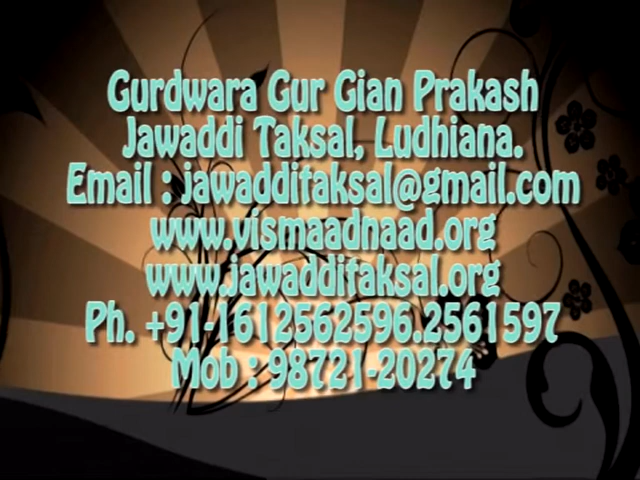 Gurdwara Gur Gian Prakash
Jawaddi Taksal, Ludhiana.
Email : jawadditaksal@gmail.com
www.vismaadnaad.org
www.jawadditaksal.org
Ph. +91-1612562596.2561597
Mob : 98721-20274